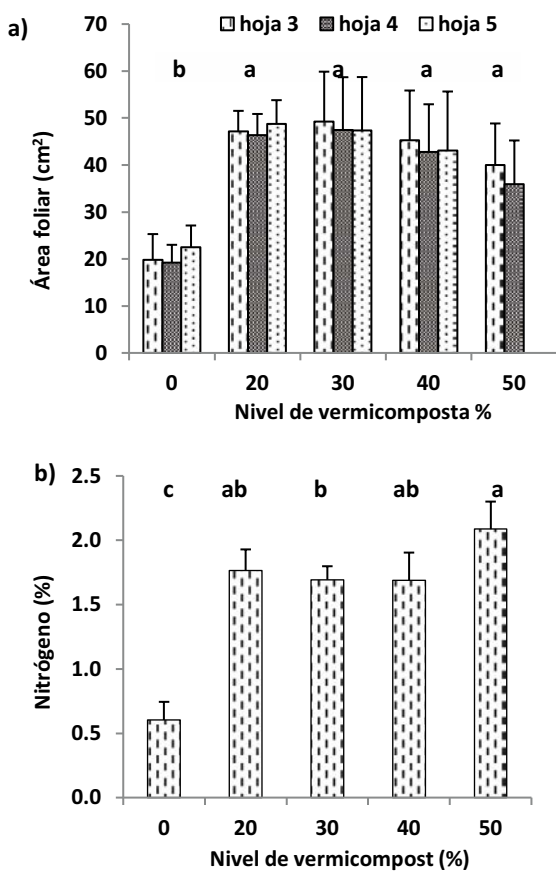 a)
hoja 3 hoja 4 hoja 5
70
60
50
40
30
20
10
0
b a a a a
Área foliar (cm²)
0 20 30 40 50
Nivel de vermicomposta %
b)
2.5
2.0
1.5
1.0
0.5
0.0
c ab b ab a
Nitrógeno (%)
0 20 30 40 50
Nivel de vermicompost (%)